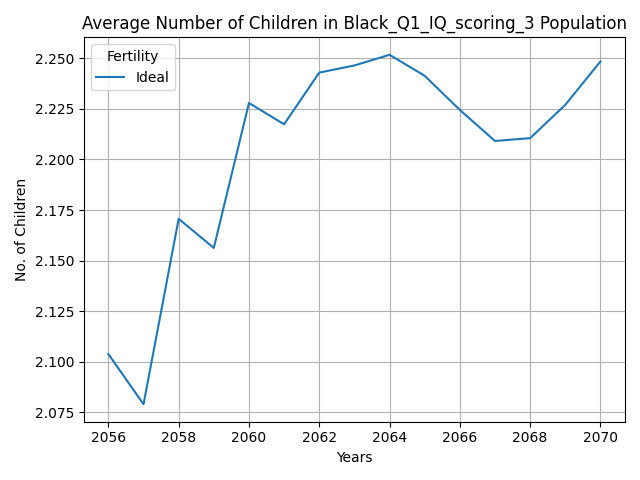 Average Number of Children in Black_Q1_IQ_scoring_3 Population
Fertility
Ideal
No. of Children
2.250
2.225
2.200
2.175
2.150
2.125
2.100
2.075
2056 2058 2060 2062 2064 2066 2068 2070
Years